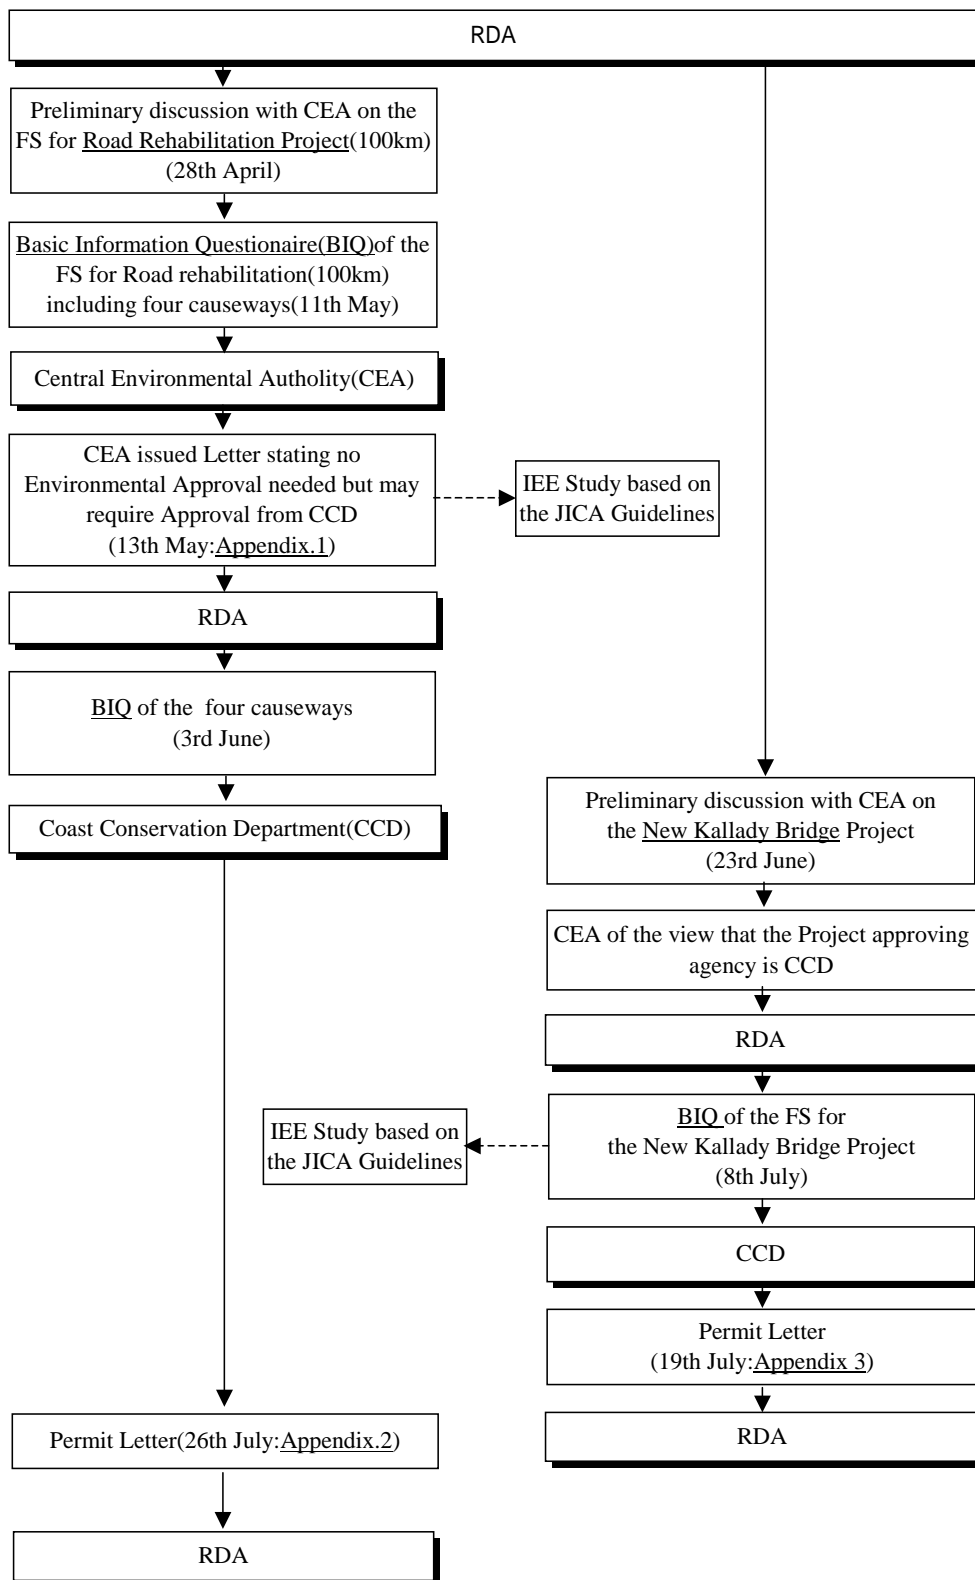 RDA
Preliminary discussion with CEA on the
FS for Road Rehabilitation Project(100km)
(28th April)
Basic Information Questionaire(BIQ)of the
FS for Road rehabilitation(100km)
including four causeways(11th May)
Central Environmental Autholity(CEA)
CEA issued Letter stating no
Environmental Approval needed but may
require Approval from CCD
(13th May:Appendix.1)
IEE Study based on
the JICA Guidelines
RDA
BIQ of the four causeways
(3rd June)
Coast Conservation Department(CCD)
Preliminary discussion with CEA on
the New Kallady Bridge Project
(23rd June)
CEA of the view that the Project approving
agency is CCD
RDA
BIQ of the FS for
the New Kallady Bridge Project
(8th July)
IEE Study based on
the JICA Guidelines
CCD
Permit Letter
(19th July:Appendix 3)
RDA
Permit Letter(26th July:Appendix.2)
RDA